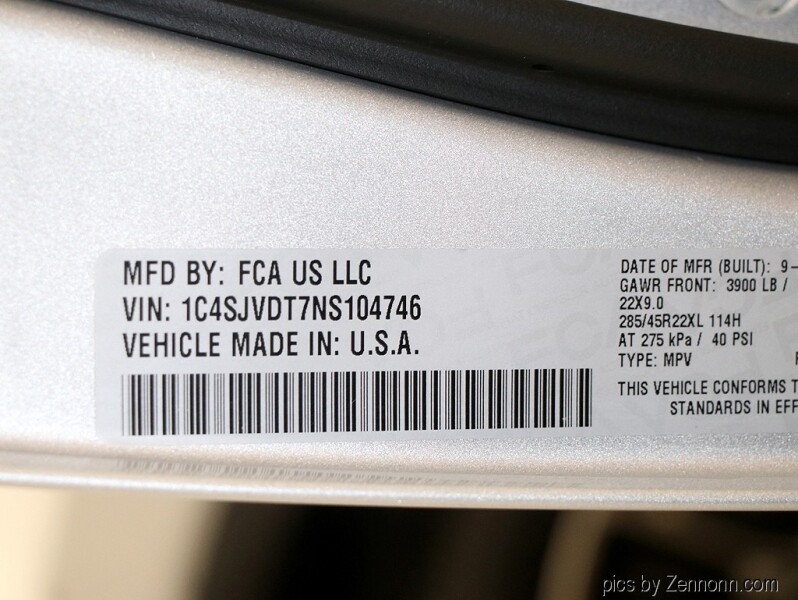 MFD BY: FCA US LLC
VIN: 1C4SJVDT7NS104746
VEHICLE MADE IN: U.S.A.
DATE OF MFR (BUILT): 9-
GAWR FRONT: 3900 LB /
22X9.0
285/45R22XL 114H
AT 275 kPa / 40 PSI
TYPE: MPV
THIS VEHICLE CONFORMS T
STANDARDS IN EFF
pics by Zennonn.com